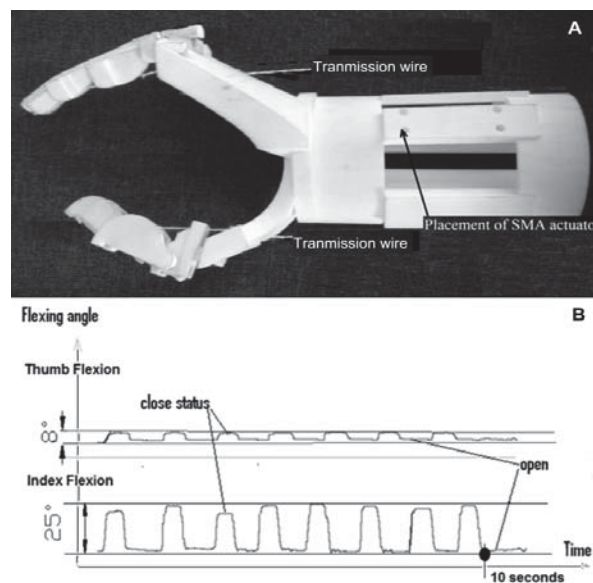 A
Tranmission wire
Placement of SMA actuato
Tranmission wire
Flexing angle
B
Thumb Flexion
close status
8°
open
Index Flexion
25°
Time
10 seconds